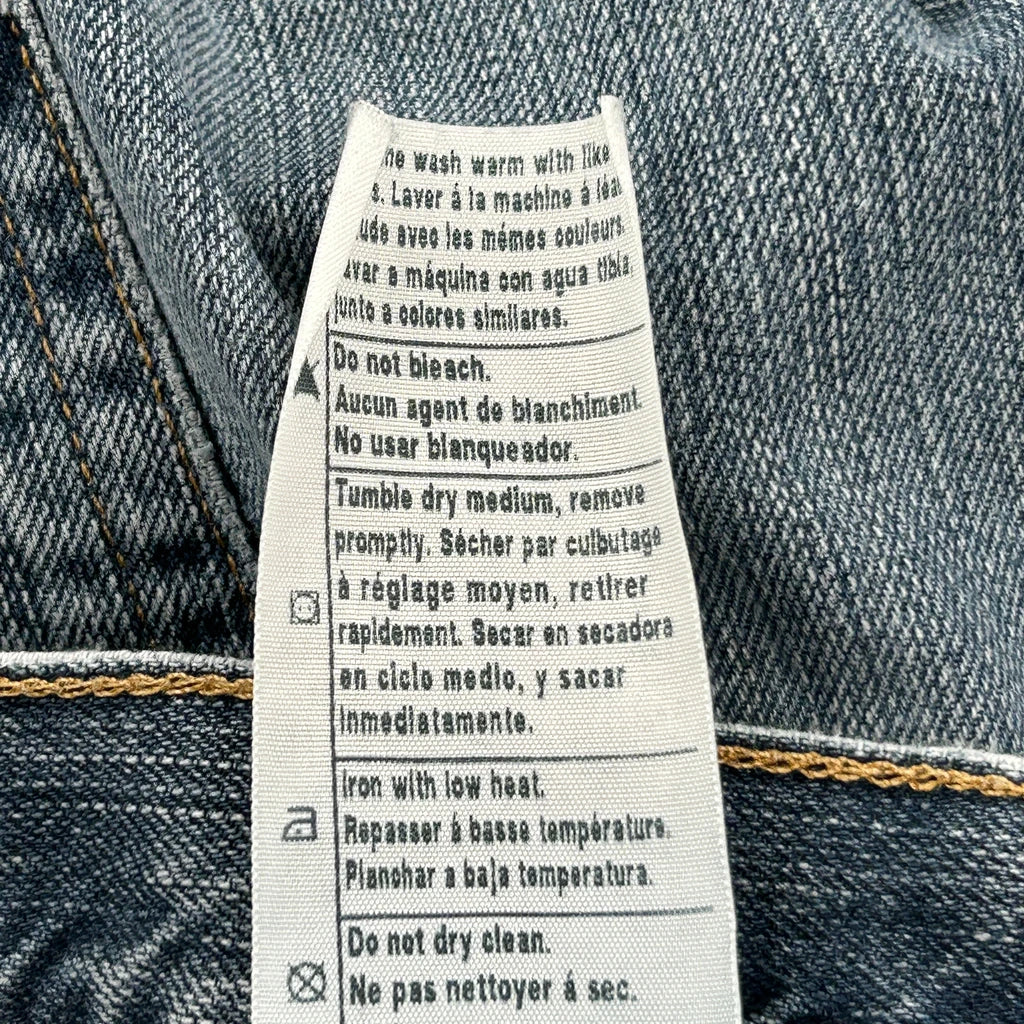 wash warm with like
s. Laver á la machine à
ude avec les mémes couleurs.
avar a máquina con agua tibia,
junto a colores similares.
Do not bleach.
Aucun agent de blanchiment.
No usar blanqueador.
Tumble dry medium, remove
promptly. Sécher par culbutage
à réglage moyen, retirer
rapidement. Secar en secadora
en ciclo medio, y sacar
inmediatamente.
Iron with low heat.
Repasser à basse température.
Planchar a baja temperatura.
Do not dry clean.
Ne pas nettoyer á sec.